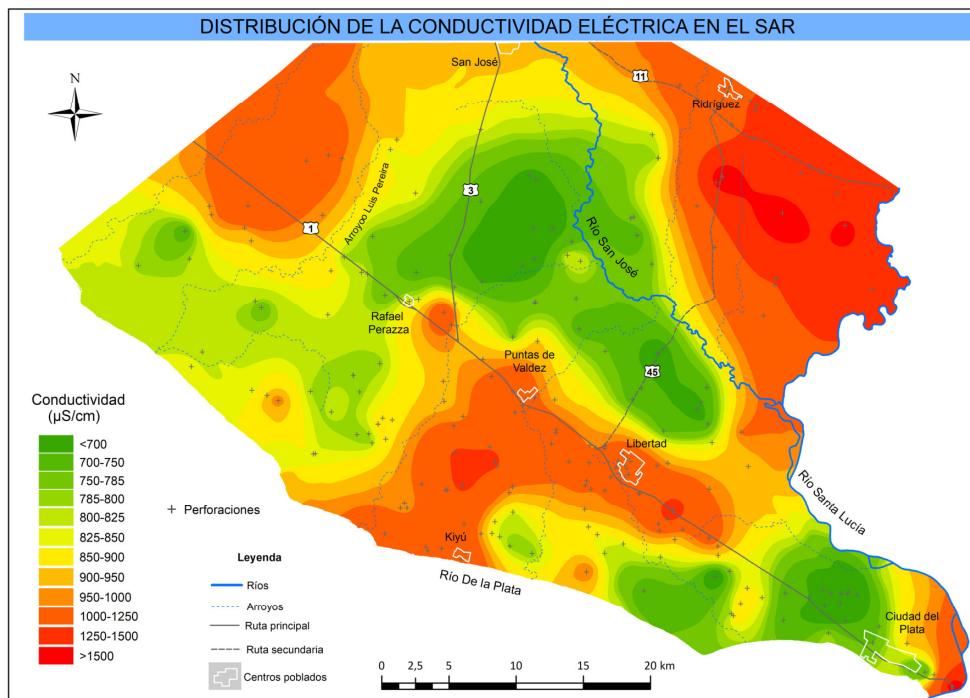 DISTRIBUCIÓN DE LA CONDUCTIVIDAD ELÉCTRICA EN EL SAR
N
San José
11
Ridríguez
Arroyoo Luis Pereira
3
1
Río San José
Rafael
Perazza
Puntas de
Valdez
45
Libertad
Río Santa Lucía
Kiyú
Río De la Plata
Ciudad del
Plata
Conductividad
(µS/cm)
<700
700-750
750-785
785-800
800-825
825-850
850-900
900-950
950-1000
1000-1250
1250-1500
>1500
+ Perforaciones
Leyenda
Ríos
Arroyos
Ruta principal
Ruta secundaria
Centros poblados
0 2,5 5 10 15 20 km